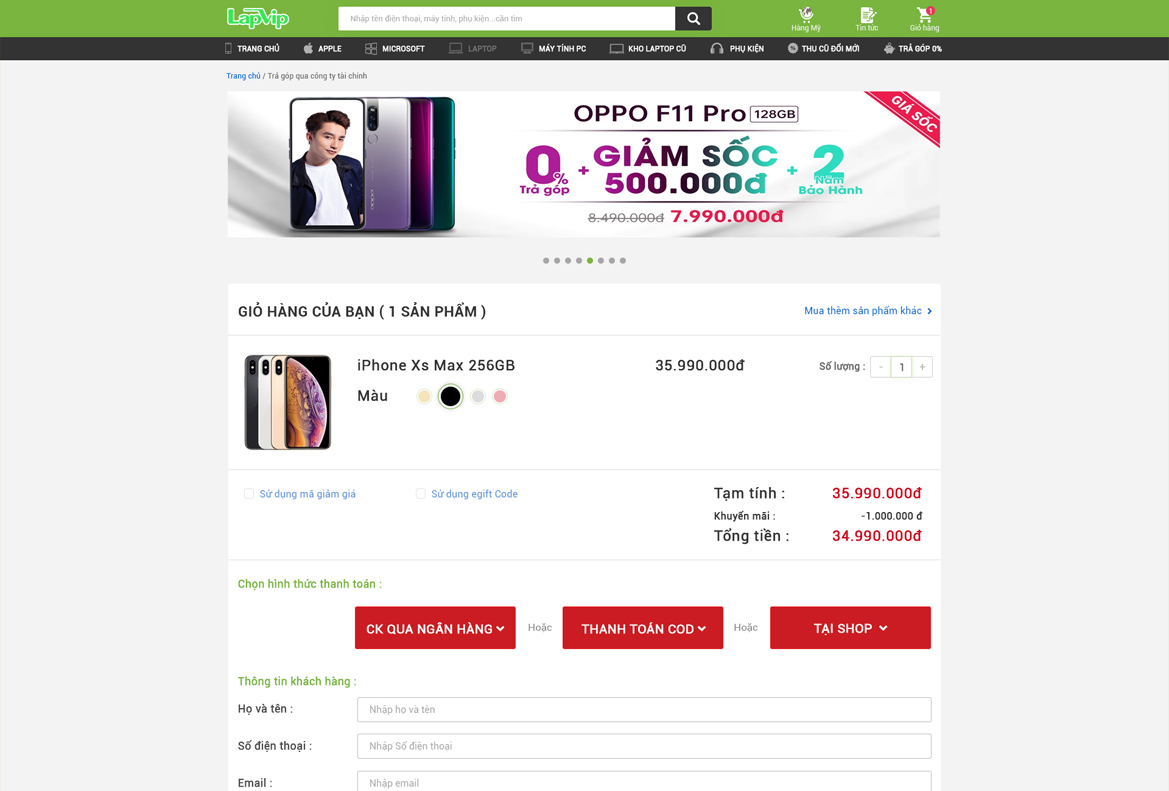 LapVip
Nhập tên điện thoại, máy tính, phụ kiện...cần tìm
Hàng Mỹ
Tin tức
1
Giỏ hàng
TRANG CHỦ
APPLE
MICROSOFT
LAPTOP
MÁY TÍNH PC
KHO LAPTOP CŨ
PHỤ KIỆN
THU CŨ ĐỔI MỚI
TRẢ GÓP 0%
Trang chủ / Trả góp qua công ty tài chính
OPPO F11 Pro 128GB
GIÁ SỐC
0% Trả góp
+
GIẢM SỐC
500.000đ
+
2 Năm
Bảo Hành
8.490.000đ 7.990.000đ
oppo
GIỎ HÀNG CỦA BẠN ( 1 SẢN PHẨM )
Mua thêm sản phẩm khác
iPhone Xs Max 256GB
35.990.000đ
Số lượng :
- 1 +
Màu
Sử dụng mã giảm giá
Sử dụng egift Code
Tạm tính : 35.990.000đ
Khuyến mãi : -1.000.000 đ
Tổng tiền : 34.990.000đ
Chọn hình thức thanh toán :
CK QUA NGÂN HÀNG
Hoặc
THANH TOÁN COD
Hoặc
TẠI SHOP
Thông tin khách hàng :
Họ và tên :
Nhập họ và tên
Số điện thoại :
Nhập Số điện thoại
Email :
Nhập email